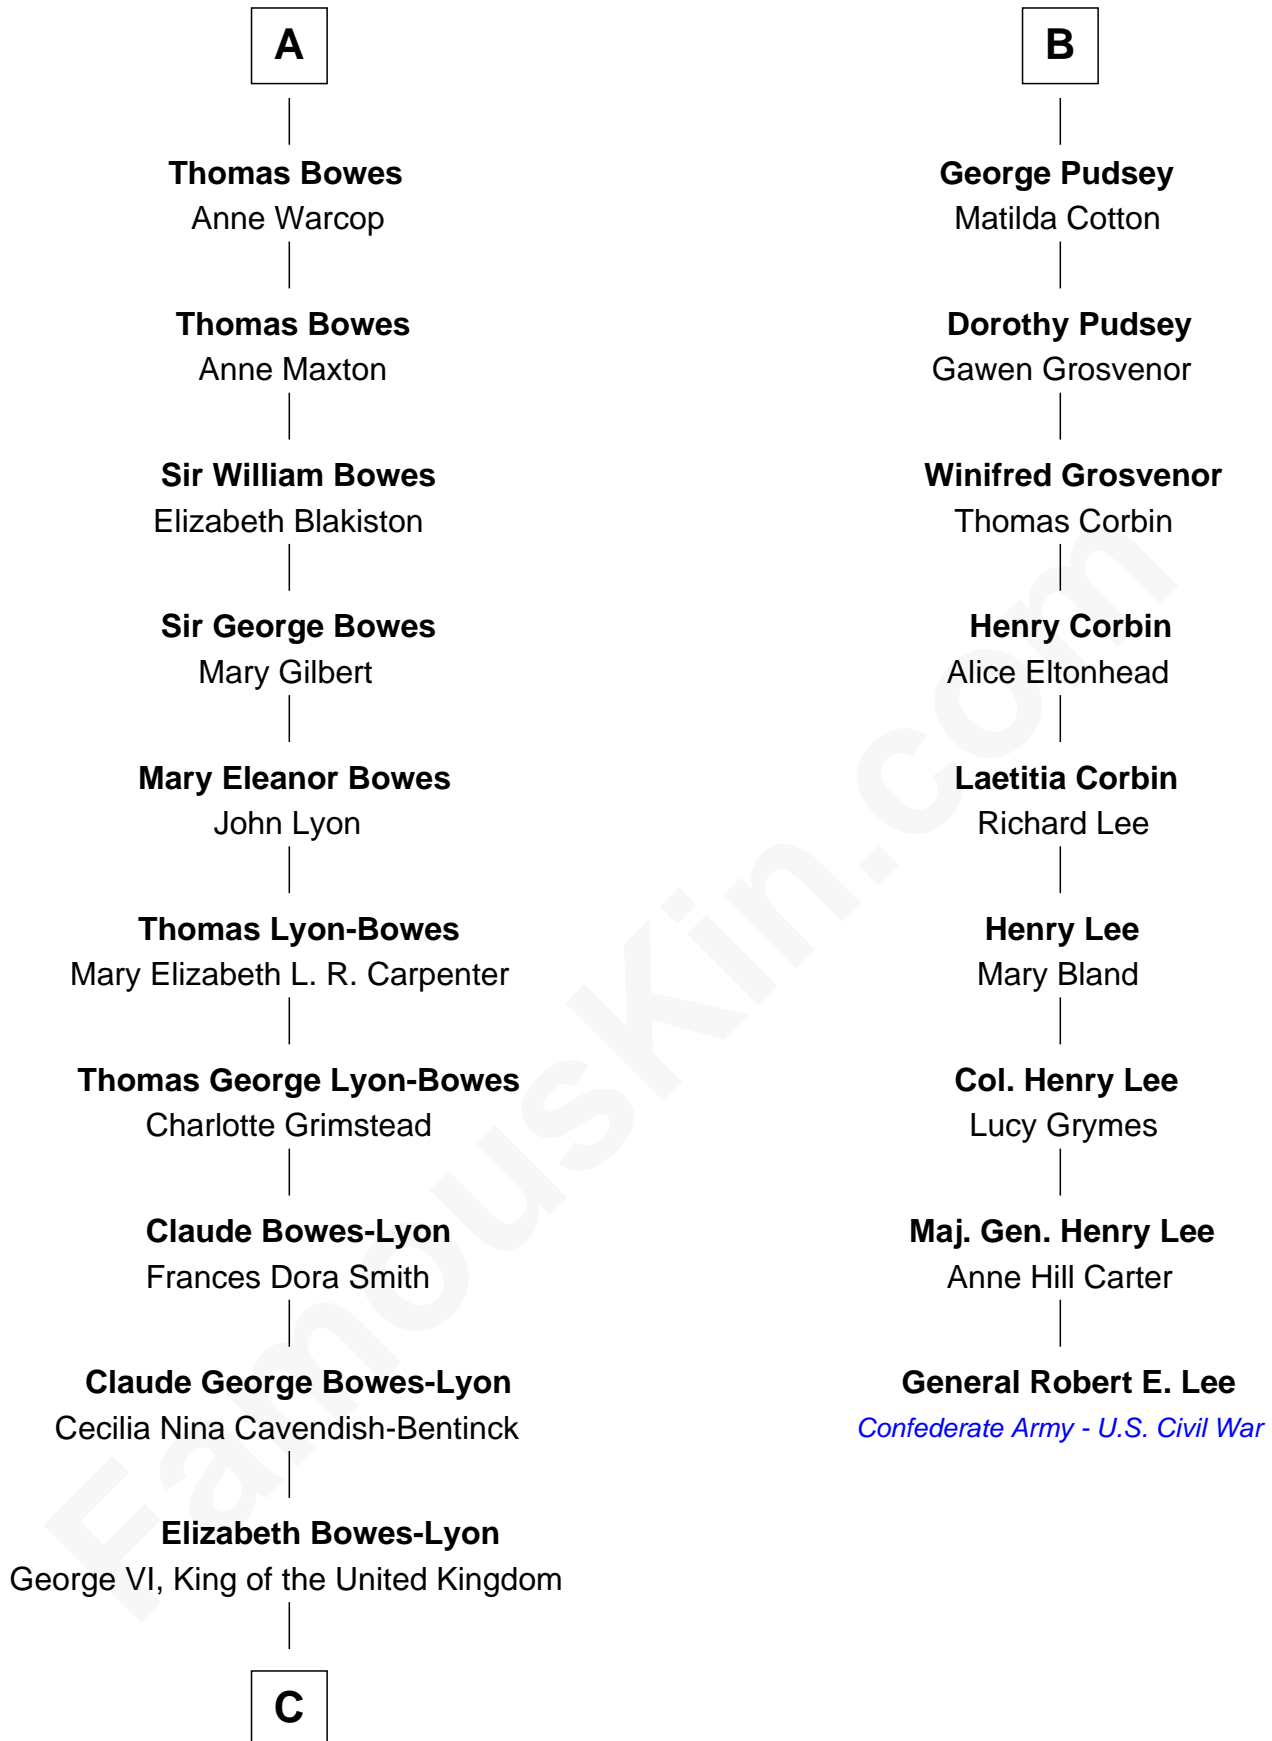 A
Thomas Bowes
Anne Warcop
Thomas Bowes
Anne Maxton
Sir William Bowes
Elizabeth Blakiston
Sir George Bowes
Mary Gilbert
Mary Eleanor Bowes
John Lyon
Thomas Lyon-Bowes
Mary Elizabeth L. R. Carpenter
Thomas George Lyon-Bowes
Charlotte Grimstead
Claude Bowes-Lyon
Frances Dora Smith
Claude George Bowes-Lyon
Cecilia Nina Cavendish-Bentinck
Elizabeth Bowes-Lyon
George VI, King of the United Kingdom
C
B
George Pudsey
Matilda Cotton
Dorothy Pudsey
Gawen Grosvenor
Winifred Grosvenor
Thomas Corbin
Henry Corbin
Alice Eltonhead
Laetitia Corbin
Richard Lee
Henry Lee
Mary Bland
Col. Henry Lee
Lucy Grymes
Maj. Gen. Henry Lee
Anne Hill Carter
General Robert E. Lee
Confederate Army - U.S. Civil War
FamousKin.com